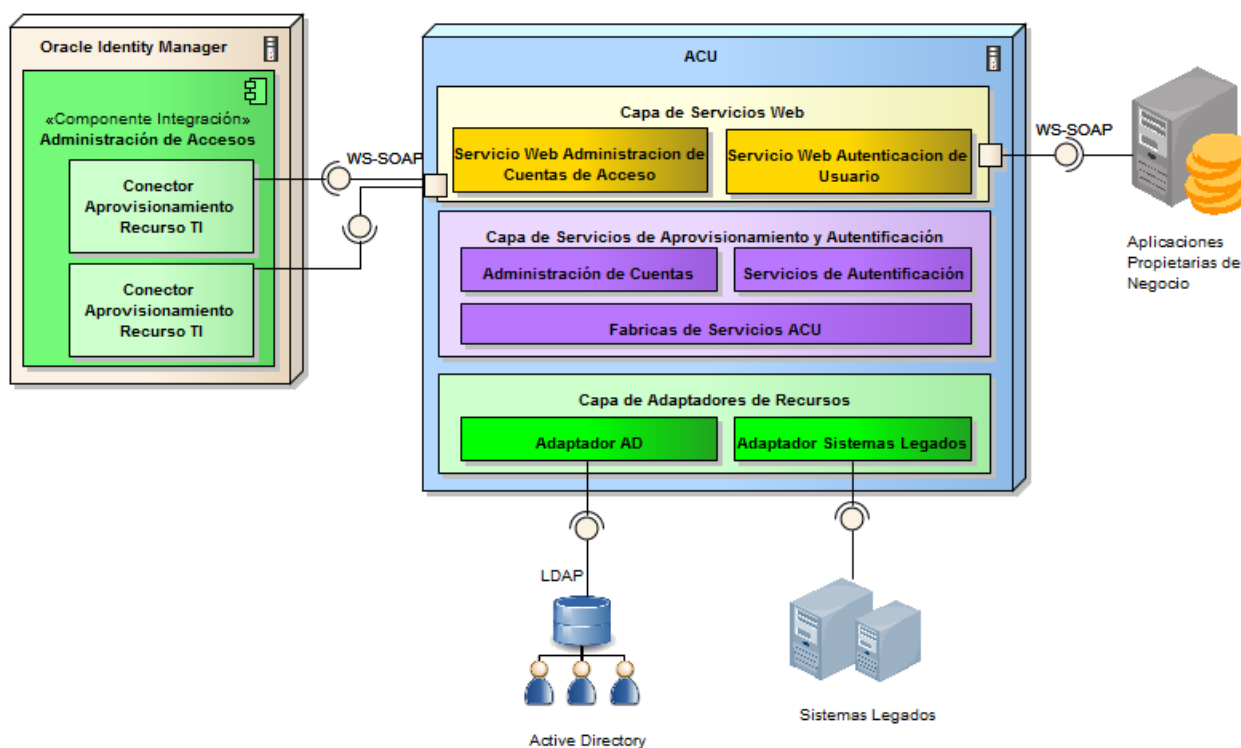 Oracle Identity Manager
«Componente Integración»
Administración de Accesos
Conector
Aprovisionamiento
Recurso TI
Conector
Aprovisionamiento
Recurso TI
WS-SOAP
ACU
Capa de Servicios Web
Servicio Web Administracion de
Cuentas de Acceso
Servicio Web Autenticacion de
Usuario
Capa de Servicios de Aprovisionamiento y Autentificación
Administración de Cuentas
Servicios de Autentificación
Fabricas de Servicios ACU
Capa de Adaptadores de Recursos
Adaptador AD
Adaptador Sistemas Legados
WS-SOAP
Aplicaciones
Propietarias de
Negocio
LDAP
Active Directory
Sistemas Legados